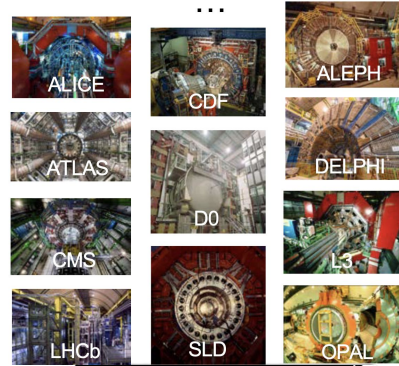 ...
ALICE
ATLAS
CMS
LHCb
CDF
D0
SLD
ALEPH
DELPHI
L3
OPAL